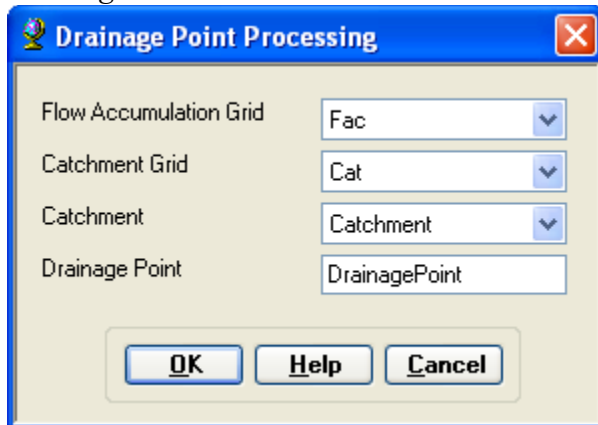 Drainage Point Processing
Flow Accumulation Grid Fac
Catchment Grid Cat
Catchment Catchment
Drainage Point DrainagePoint
OK Help Cancel